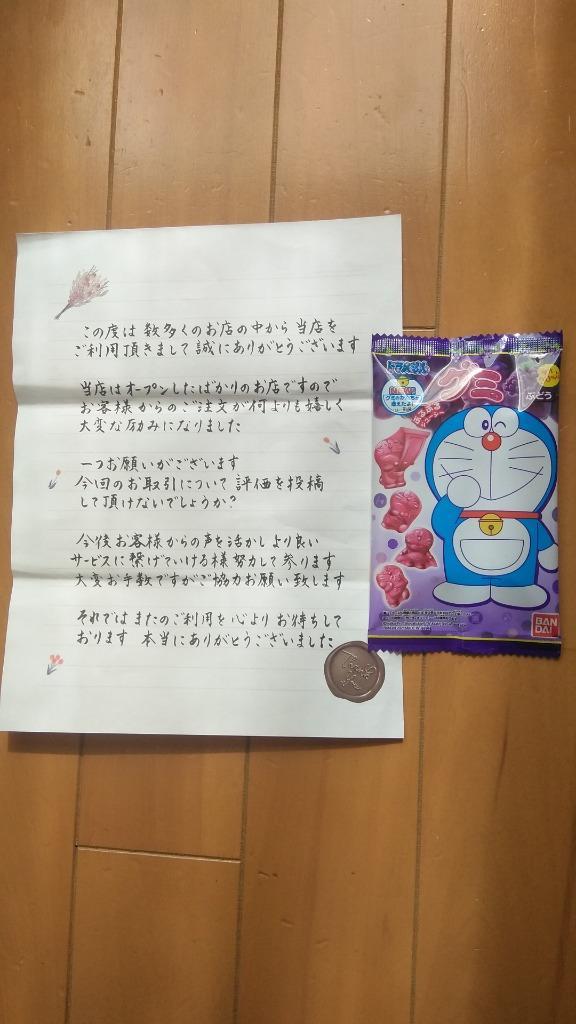 この度は 数多くのお店の中から 当店を
ご利用頂きまして 誠にありがとうございます
当店はオープンしたばかりのお店ですので
お客様からのご注文が何よりも嬉しく
大変な励みになりました
一つお願いがございます
今回のお取引について 評価を投稿
して頂けないでしょうか？
今後お客様からの声を活かしより良い
サービスに繋げていける様 努力して参ります
大変お手数ですがご協力お願い致します
それでは またのご利用を心より お待ちして
おります 本当にありがとうございました
Thank You
ドラえもん
グミ
ぶどう
BAN
DAI